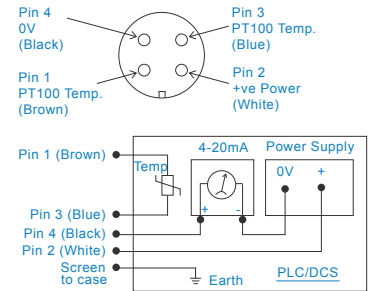 Pin 4
0V
(Black)
Pin 3
PT100 Temp.
(Blue)
Pin 1
PT100 Temp.
(Brown)
Pin 2
+ve Power
(White)
Pin 1 (Brown)
Temp
4-20mA
Power Supply
0V +
+ -
Pin 3 (Blue)
Pin 4 (Black)
Pin 2 (White)
Screen
to case
Earth
PLC/DCS